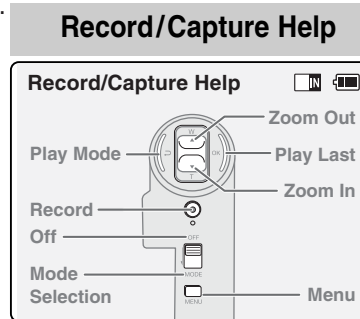 Record/Capture Help
Record/Capture Help IN
Zoom Out
W
Play Mode OK Play Last
T
Zoom In
Record
Off OFF
Mode Selection MODE
MENU Menu